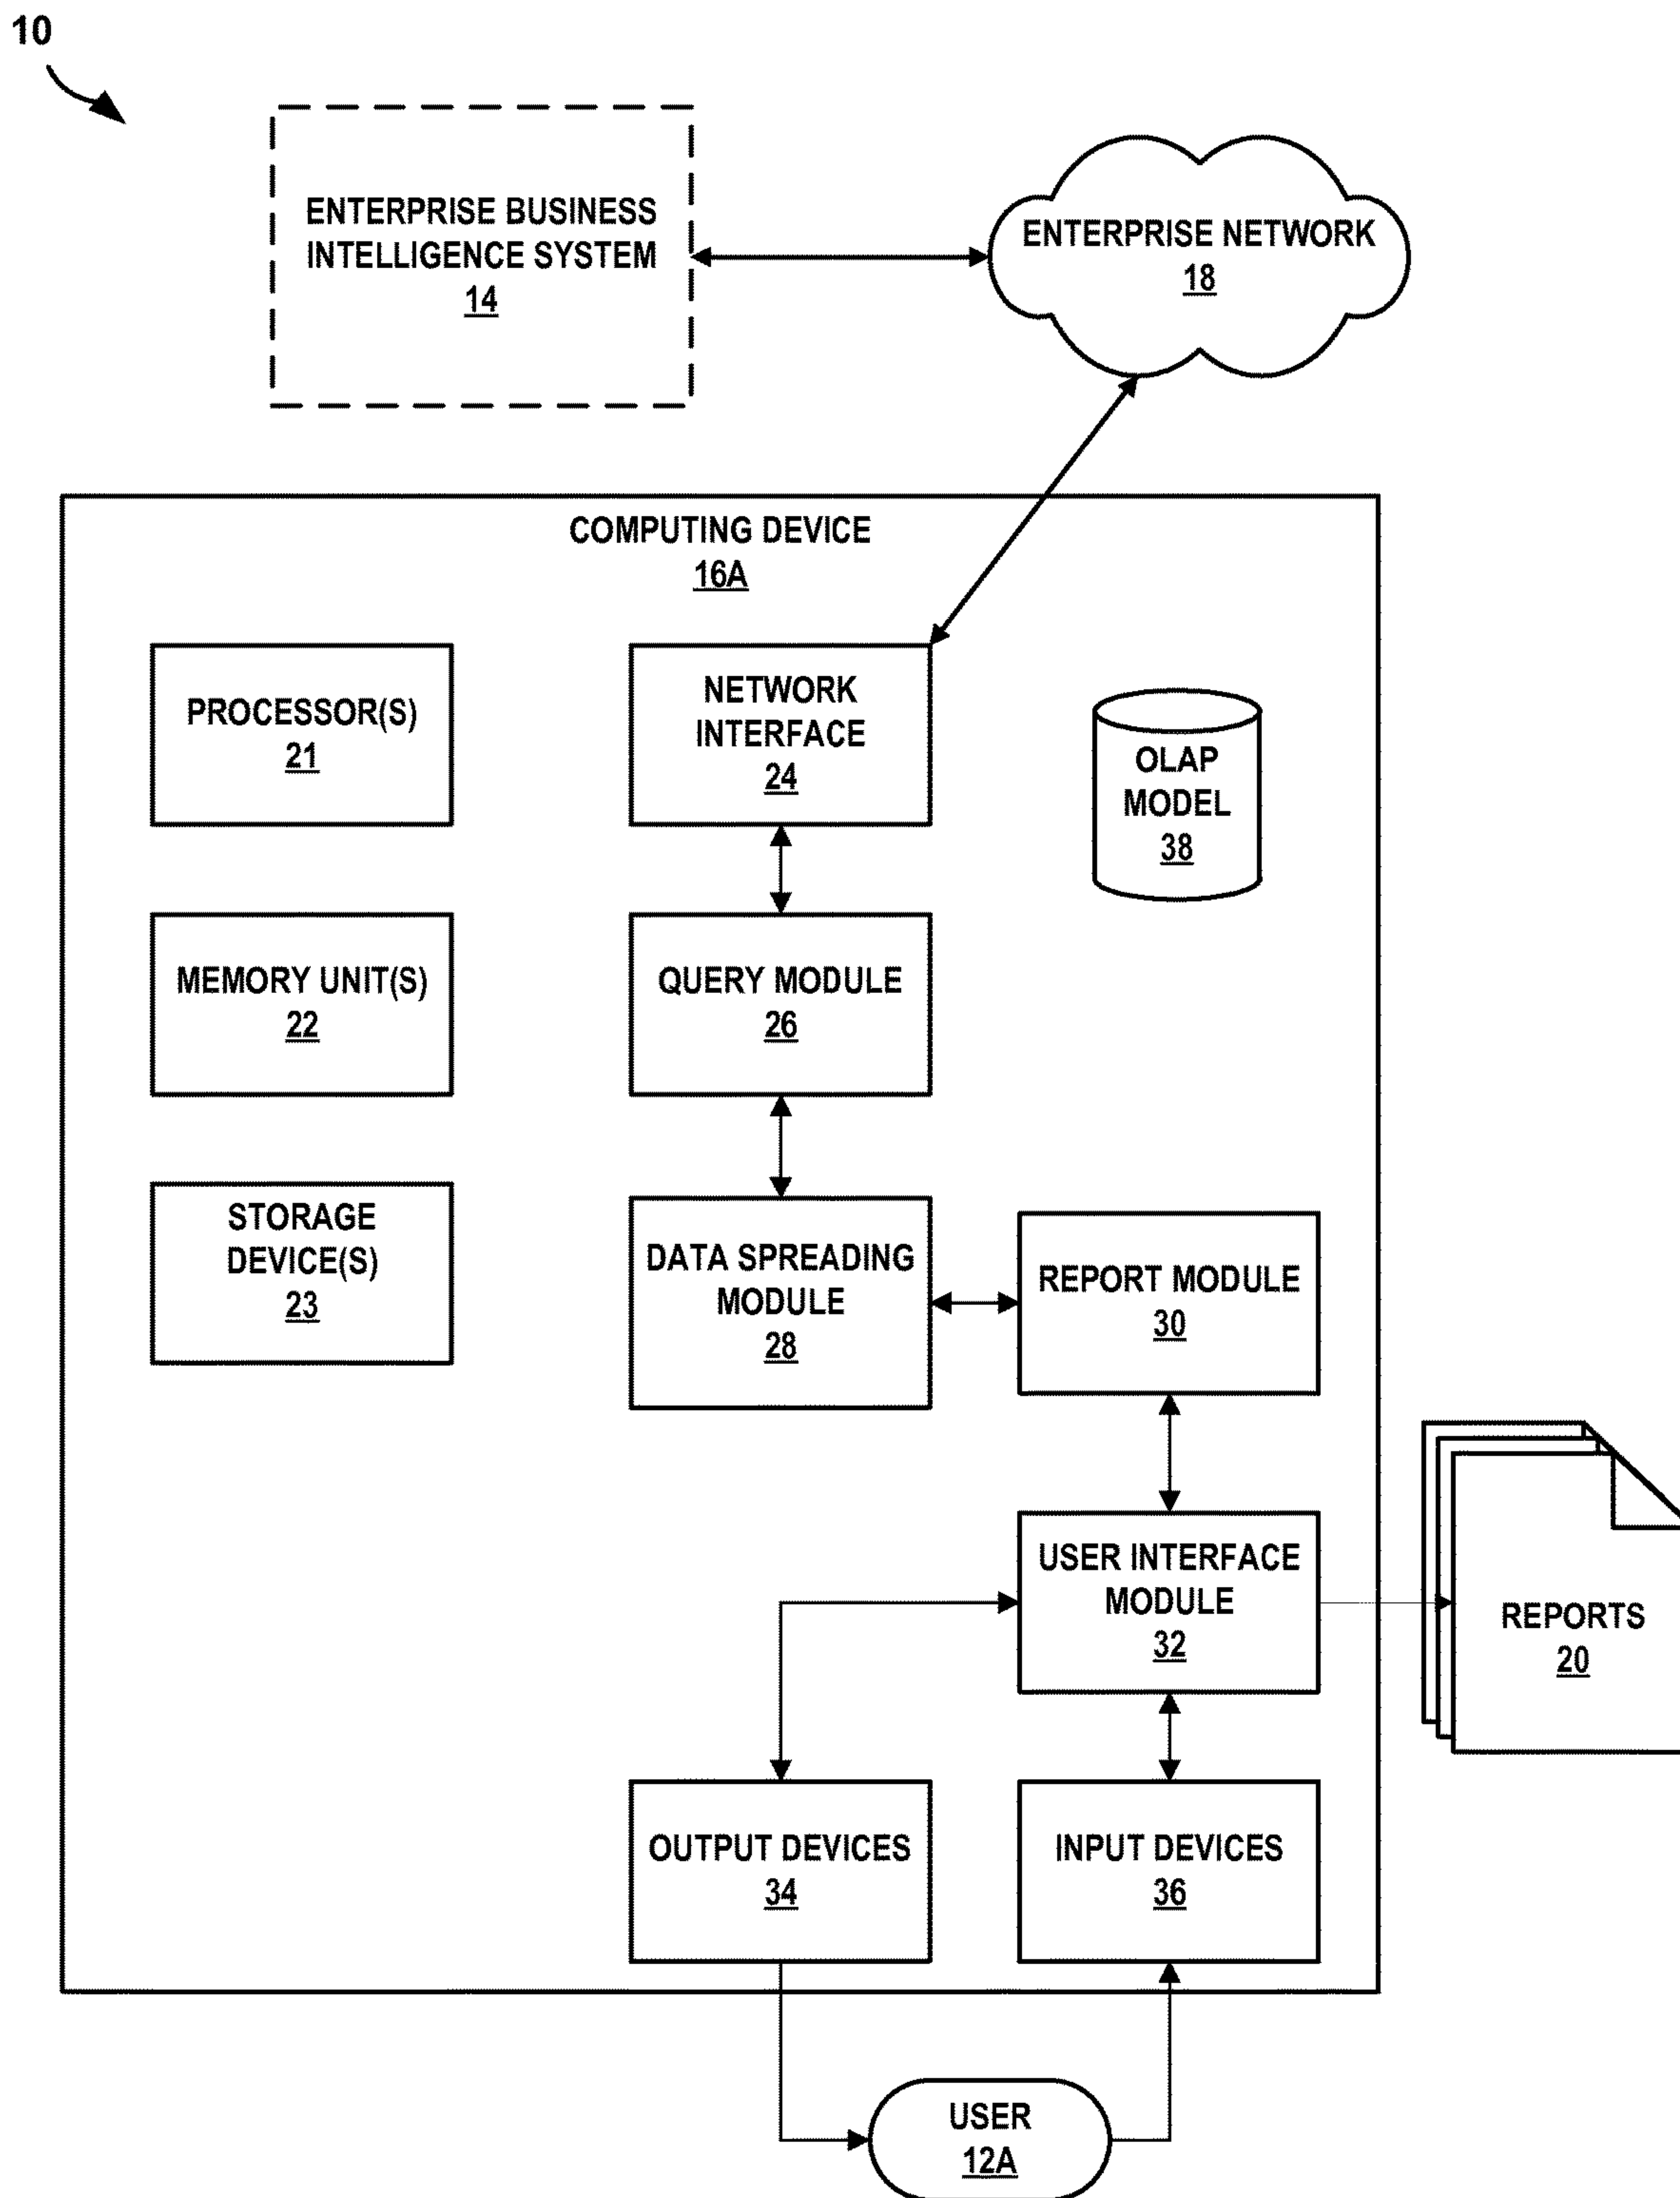 10
ENTERPRISE BUSINESS
INTELLIGENCE SYSTEM
14
ENTERPRISE NETWORK
18
COMPUTING DEVICE
16A
PROCESSOR(S)
21
NETWORK
INTERFACE
24
OLAP
MODEL
38
MEMORY UNIT(S)
22
QUERY MODULE
26
STORAGE
DEVICE(S)
23
DATA SPREADING
MODULE
28
REPORT MODULE
30
USER INTERFACE
MODULE
32
REPORTS
20
OUTPUT DEVICES
34
INPUT DEVICES
36
USER
12A